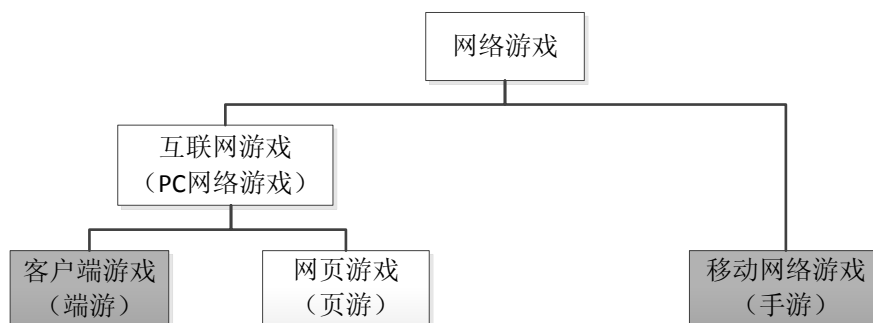 网络游戏
互联网游戏
（PC网络游戏）
客户端游戏
（端游）
网页游戏
（页游）
移动网络游戏
（手游）